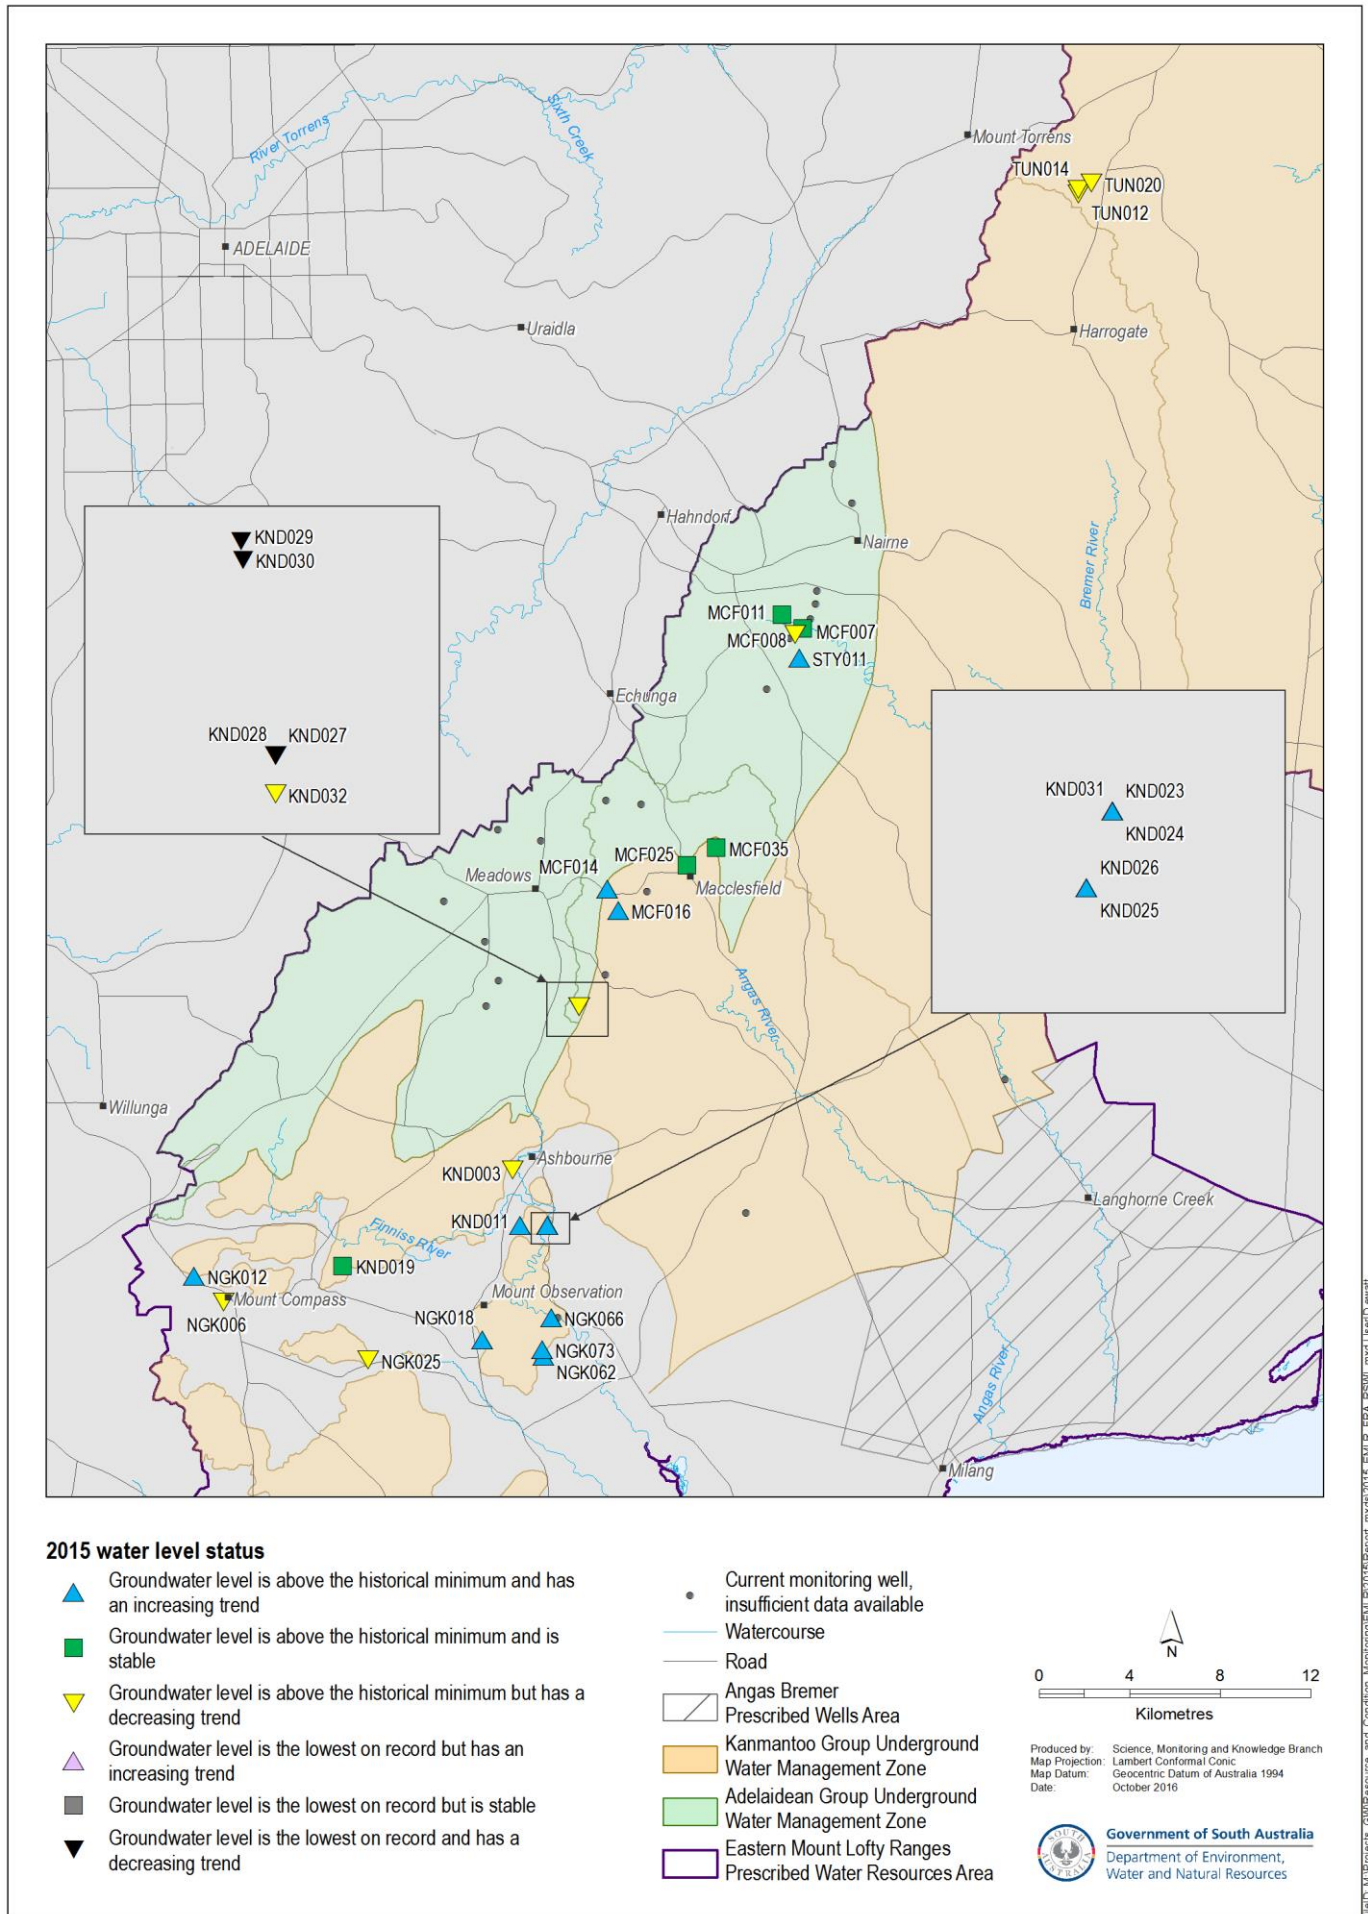 River Torrens
Sixth Creek
Mount Torrens
TUN014
TUN020
TUN012
ADELAIDE
Uraidla
Harrogate
Hahndorf
Nairne
Bremer River
KND029
KND030
KND028 KND027
KND032
MCF011
MCF007
MCF008
STY011
Echunga
KND031 KND023
KND024
KND026
KND025
MCF035
MCF025
MCF014
Meadows
Macclesfield
MCF016
Angas River
Willunga
Ashbourne
KND003
Langhorne Creek
KND011
Finniss River
KND019
NGK012
Mount Compass
NGK006
Mount Observation
NGK018
NGK066
NGK073
NGK025
NGK062
Angas River
Milang
2015 water level status
Groundwater level is above the historical minimum and has
an increasing trend
Groundwater level is above the historical minimum and is
stable
Groundwater level is above the historical minimum but has a
decreasing trend
Groundwater level is the lowest on record but has an
increasing trend
Groundwater level is the lowest on record but is stable
Groundwater level is the lowest on record and has a
decreasing trend
Current monitoring well,
insufficient data available
Watercourse
Road
Angas Bremer
Prescribed Wells Area
Kanmantoo Group Underground
Water Management Zone
Adelaidean Group Underground
Water Management Zone
Eastern Mount Lofty Ranges
Prescribed Water Resources Area
N
0 4 8 12
Kilometres
Produced by: Science, Monitoring and Knowledge Branch
Map Projection: Lambert Conformal Conic
Map Datum: Geocentric Datum of Australia 1994
Date: October 2016
SOUTH AUSTRALIA
Government of South Australia
Department of Environment,
Water and Natural Resources